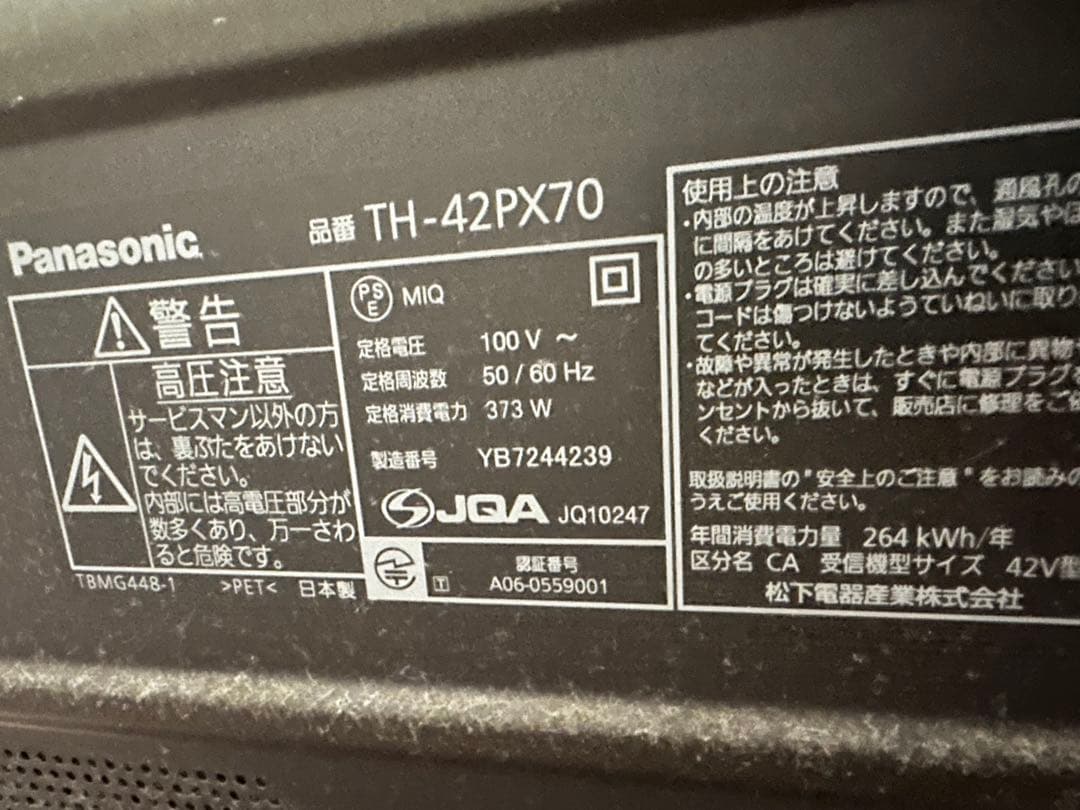 Panasonic
品番 TH-42PX70
警告
高圧注意
サービスマン以外の方
は、裏ぶたをあけない
でください。
内部には高電圧部分が
数多くあり、万一さわ
ると危険です。
TBMG448-1 >PET< 日本製
PSE MIQ
定格電圧 100 V ～
定格周波数 50 / 60 Hz
定格消費電力 373 W
製造番号 YB7244239
JQA JQ10247
T 認証番号
A06-0559001
使用上の注意
・内部の温度が上昇しますので、通風孔の
に間隔をあけてください。また湿気やほ
の多いところは避けてください。
・電源プラグは確実に差し込んでください
コードは傷つけないようていねいに取り
てください。
・故障や異常が発生したときや内部に異物
などが入ったときは、すぐに電源プラグを
ンセントから抜いて、販売店に修理をご依
ください。
取扱説明書の"安全上のご注意"をお読みの
うえご使用ください。
年間消費電力量 264 kWh/年
区分名 CA 受信機型サイズ 42V型
松下電器産業株式会社